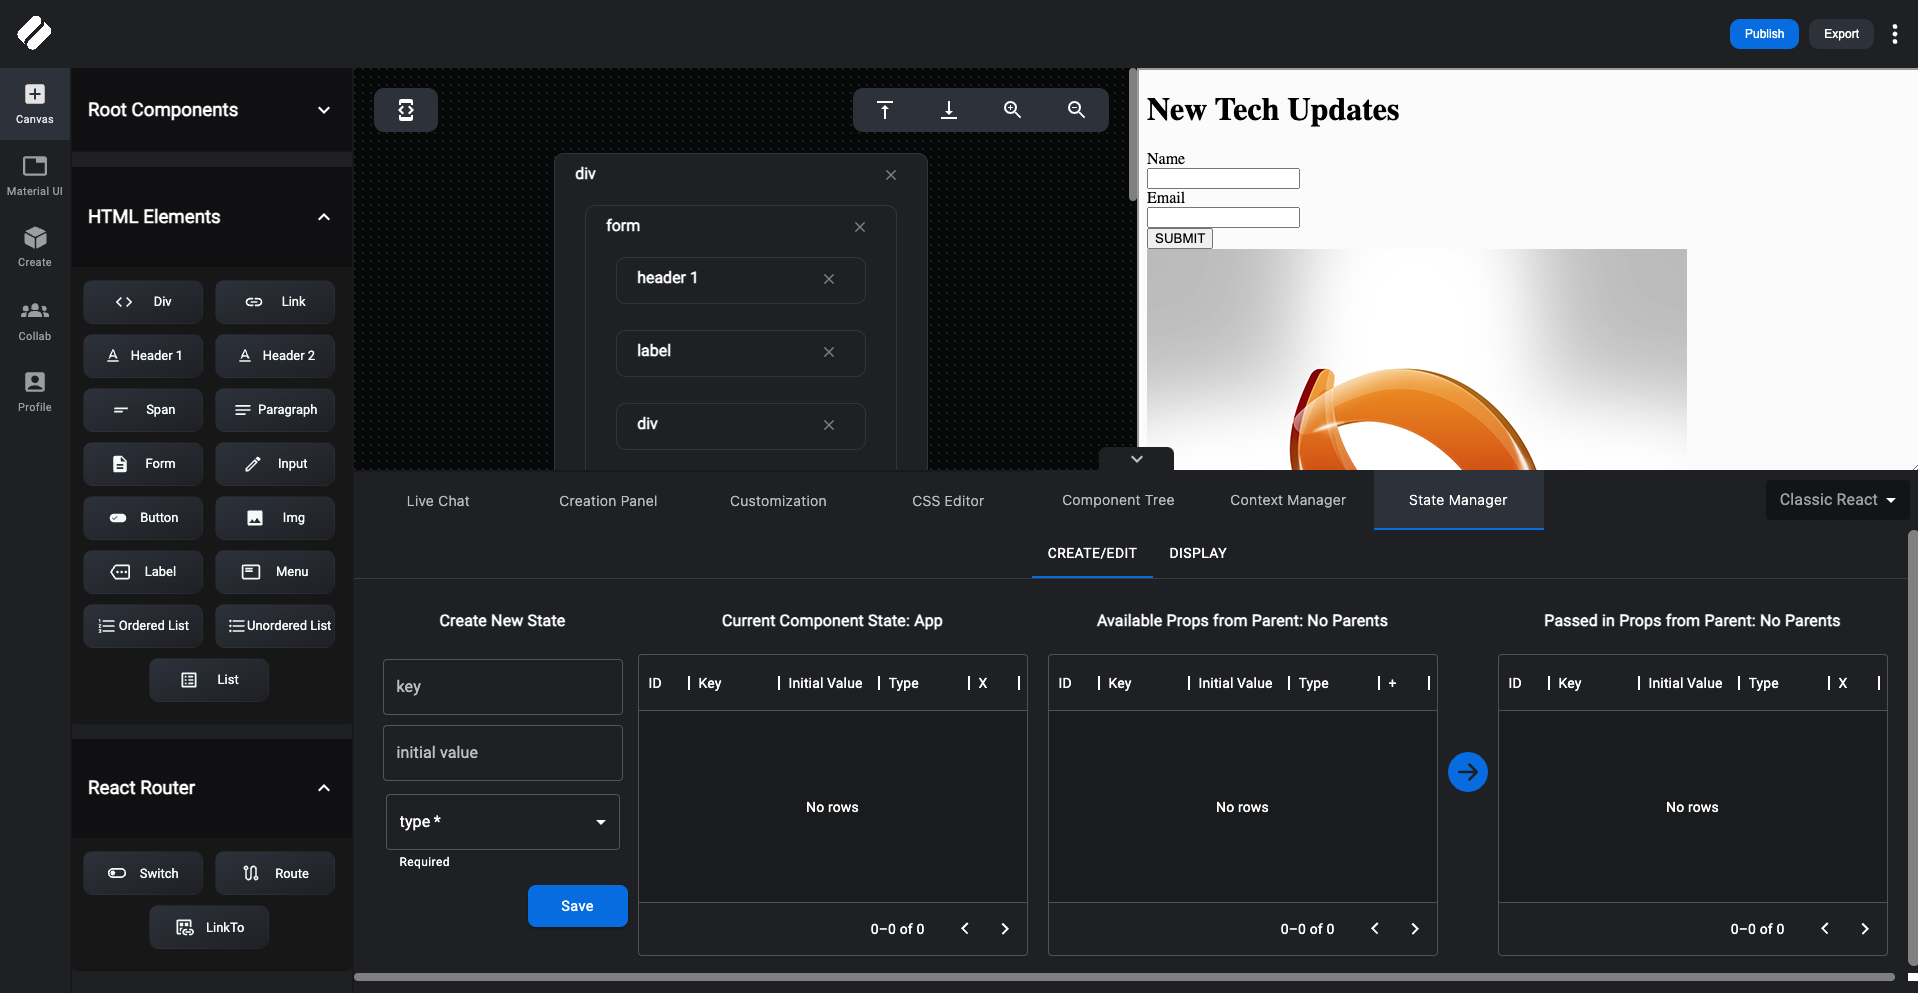 Publish
Export
Canvas
Material UI
Create
Collab
Profile
Root Components
HTML Elements
Div
Link
Header 1
Header 2
Span
Paragraph
Form
Input
Button
Img
Label
Menu
Ordered List
Unordered List
List
React Router
Switch
Route
LinkTo
div
form
header 1
label
div
New Tech Updates
Name
Email
SUBMIT
Live Chat
Creation Panel
Customization
CSS Editor
Component Tree
Context Manager
State Manager
Classic React
CREATE/EDIT
DISPLAY
Create New State
key
initial value
type *
Required
Save
Current Component State: App
ID Key Initial Value Type X
No rows
0–0 of 0
Available Props from Parent: No Parents
ID Key Initial Value Type +
No rows
0–0 of 0
Passed in Props from Parent: No Parents
ID Key Initial Value Type X
No rows
0–0 of 0